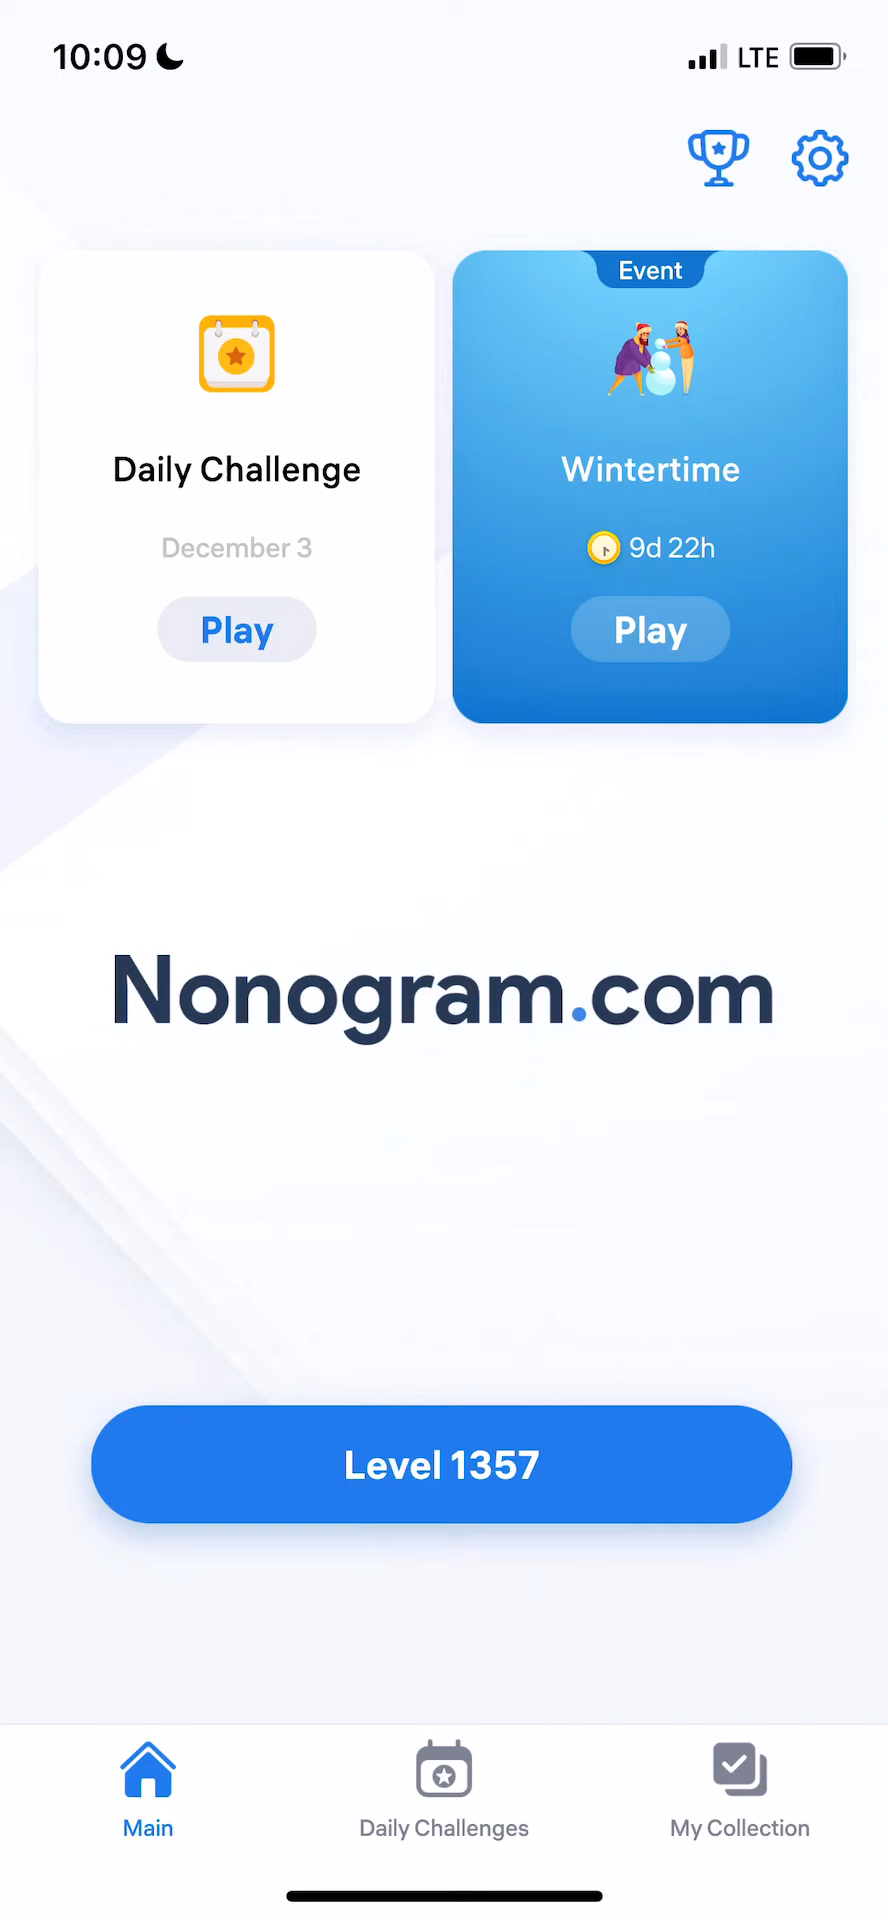 10:09
LTE
Event
Daily Challenge
Wintertime
December 3
9d 22h
Play
Play
Nonogram.com
Level 1357
Main
Daily Challenges
My Collection